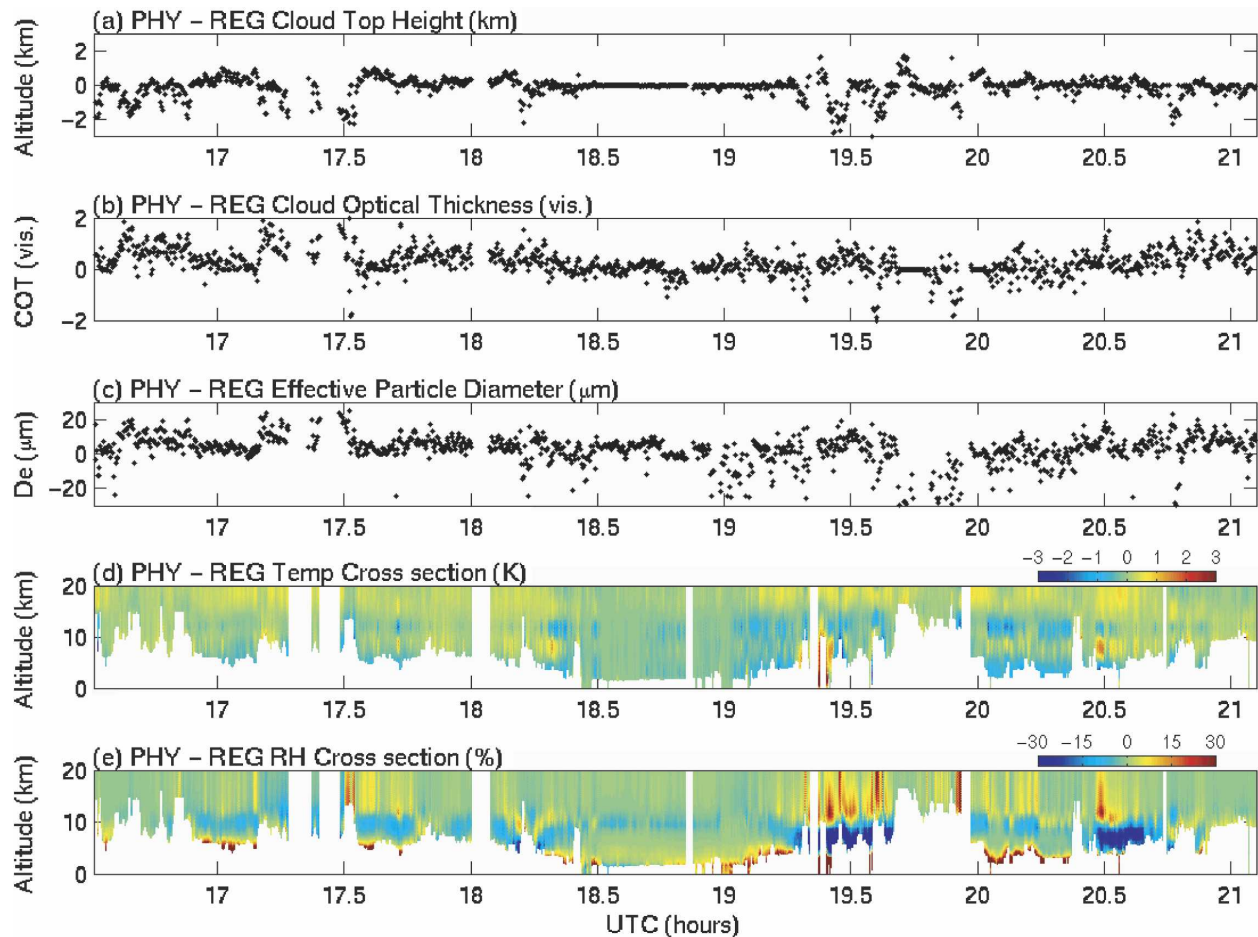 (a) PHY − REG Cloud Top Height (km)
Altitude (km)
2
0
−2
17 17.5 18 18.5 19 19.5 20 20.5 21
(b) PHY − REG Cloud Optical Thickness (vis.)
COT (vis.)
2
0
−2
17 17.5 18 18.5 19 19.5 20 20.5 21
(c) PHY − REG Effective Particle Diameter (μm)
De (μm)
20
0
−20
17 17.5 18 18.5 19 19.5 20 20.5 21
(d) PHY − REG Temp Cross section (K)
−3 −2 −1 0 1 2 3
Altitude (km)
20
10
0
17 17.5 18 18.5 19 19.5 20 20.5 21
(e) PHY − REG RH Cross section (%)
−30 −15 0 15 30
Altitude (km)
20
10
0
17 17.5 18 18.5 19 19.5 20 20.5 21
UTC (hours)